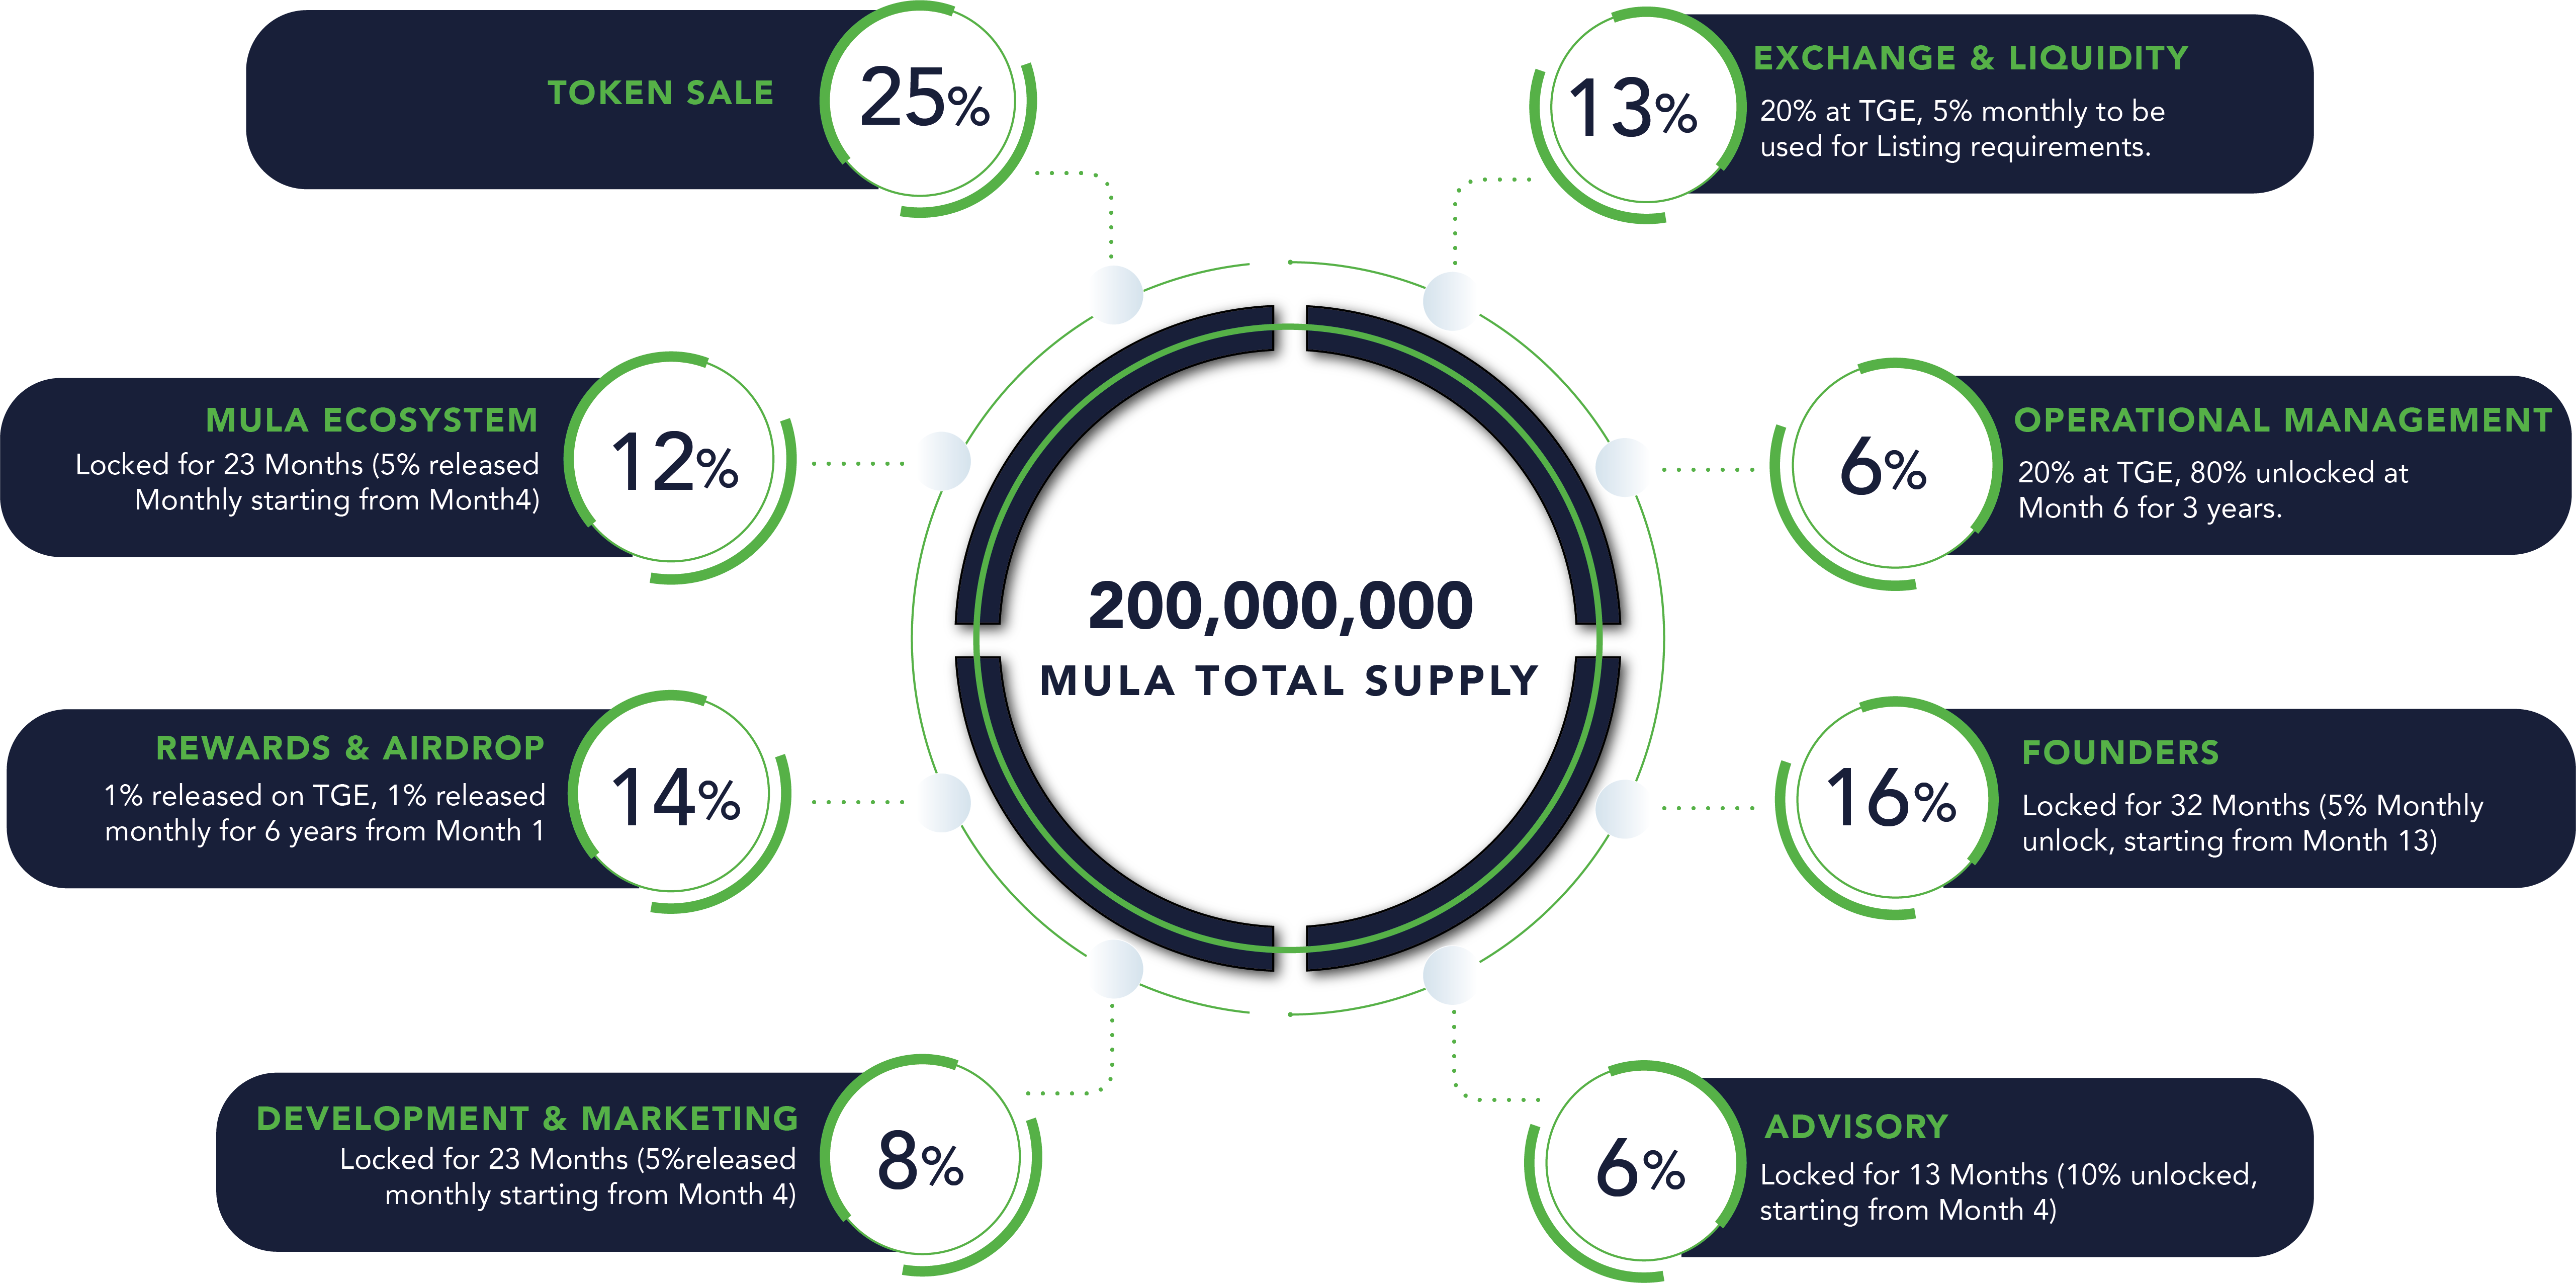 TOKEN SALE
25%
13%
EXCHANGE & LIQUIDITY
20% at TGE, 5% monthly to be
used for Listing requirements.
MULA ECOSYSTEM
Locked for 23 Months (5% released
Monthly starting from Month4)
12%
6%
OPERATIONAL MANAGEMENT
20% at TGE, 80% unlocked at
Month 6 for 3 years.
200,000,000
MULA TOTAL SUPPLY
REWARDS & AIRDROP
1% released on TGE, 1% released
monthly for 6 years from Month 1
14%
16%
FOUNDERS
Locked for 32 Months (5% Monthly
unlock, starting from Month 13)
DEVELOPMENT & MARKETING
Locked for 23 Months (5%released
monthly starting from Month 4)
8%
6%
ADVISORY
Locked for 13 Months (10% unlocked,
starting from Month 4)